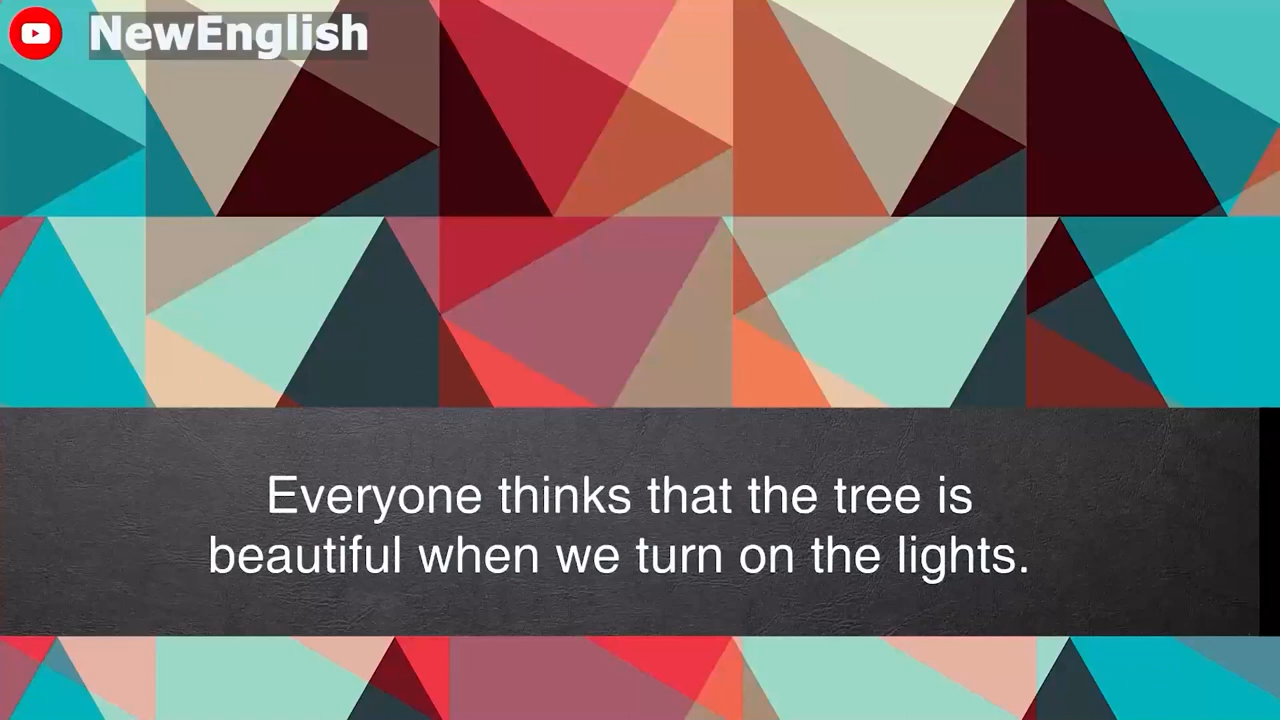 NewEnglish
Everyone thinks that the tree is
beautiful when we turn on the lights.